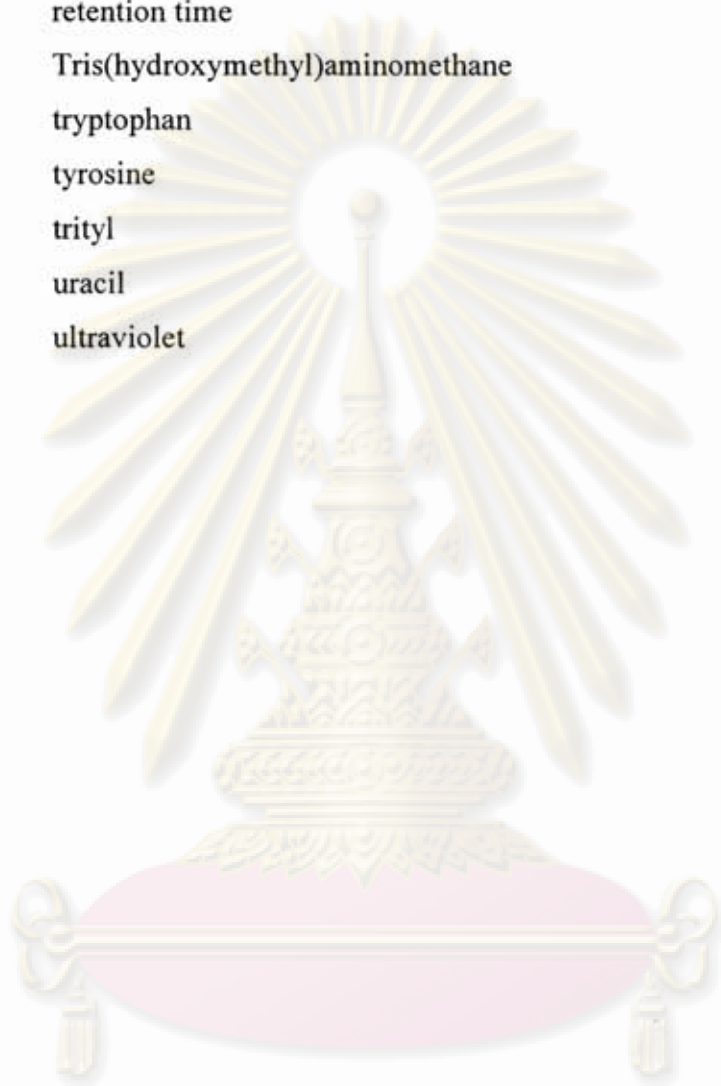 retention time
Tris(hydroxymethyl)aminomethane
tryptophan
tyrosine
trityl
uracil
ultraviolet